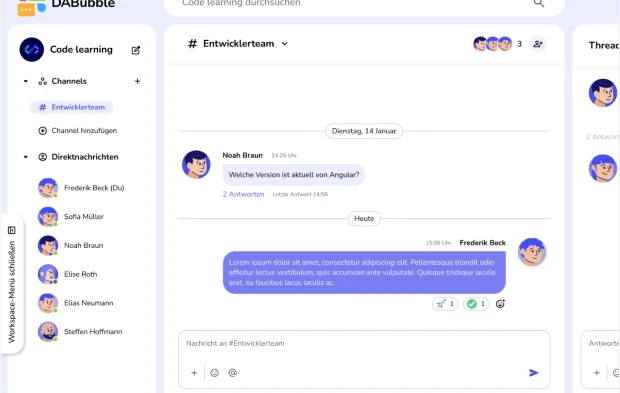 DABubble
Code learning durchsuchen
Code learning
Channels
# Entwicklerteam
Channel hinzufügen
Direktnachrichten
Frederik Beck (Du)
Sofia Müller
Noah Braun
Elise Roth
Elias Neumann
Steffen Hoffmann
Workspace-Menü schließen
# Entwicklerteam
3
Dienstag, 14 Januar
Noah Braun 14:25 Uhr
Welche Version ist aktuell von Angular?
2 Antworten Letzte Antwort 14:56
Heute
15:06 Uhr Frederik Beck
Lorem ipsum dolor sit amet, consectetur adipiscing elit. Pellentesque blandit odio
efficitur lectus vestibulum, quis accumsan ante vulputate. Quisque tristique iaculis
erat, eu faucibus lacus iaculis ac.
1
1
Nachricht an #Entwicklerteam
@
Thread
2 Antwort
Antworte